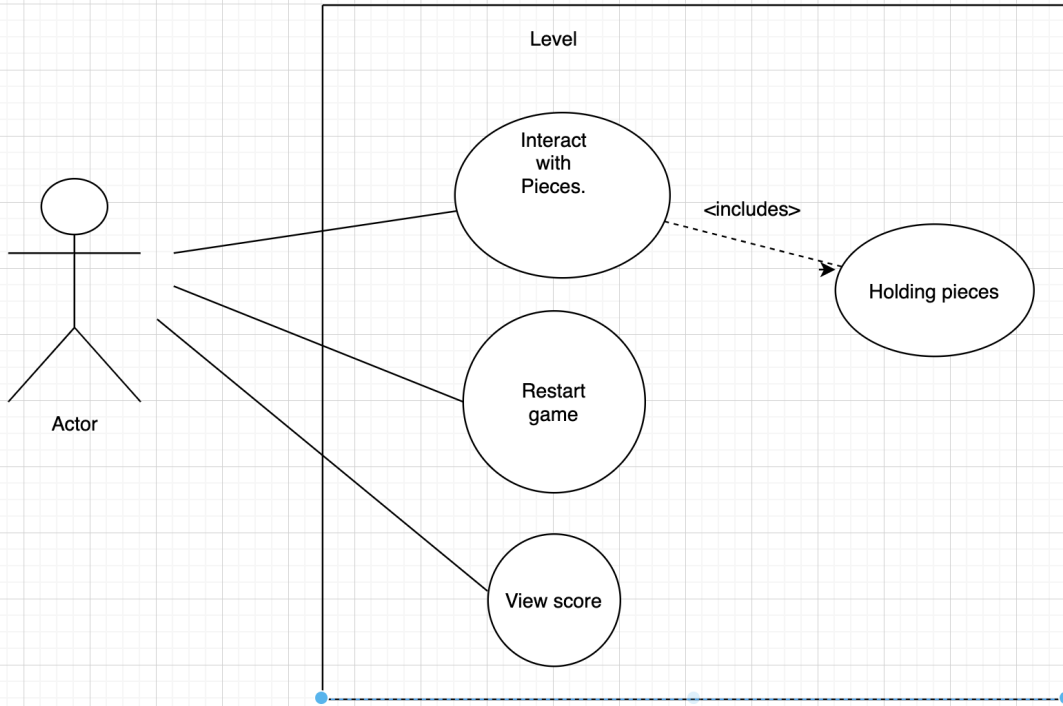 Level
Interact
with
Pieces.
<includes>
Holding pieces
Restart
game
Actor
View score